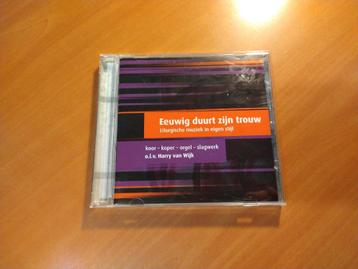 Eeuwig duurt zijn trouw
Liturgische muziek in eigen stijl
koor – koper – orgel – slagwerk
o.l.v. Harry van Wijk